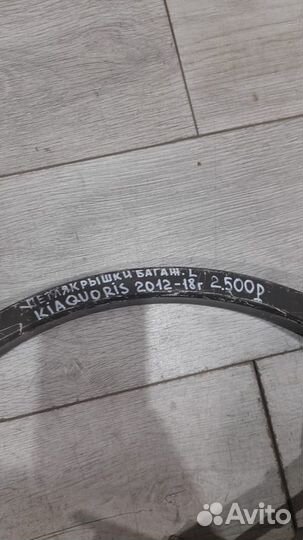 ПЕТЛЯ КРЫШКИ БАГАЖ. L
KIA QUORIS 2012-18г 2.500р
Avito